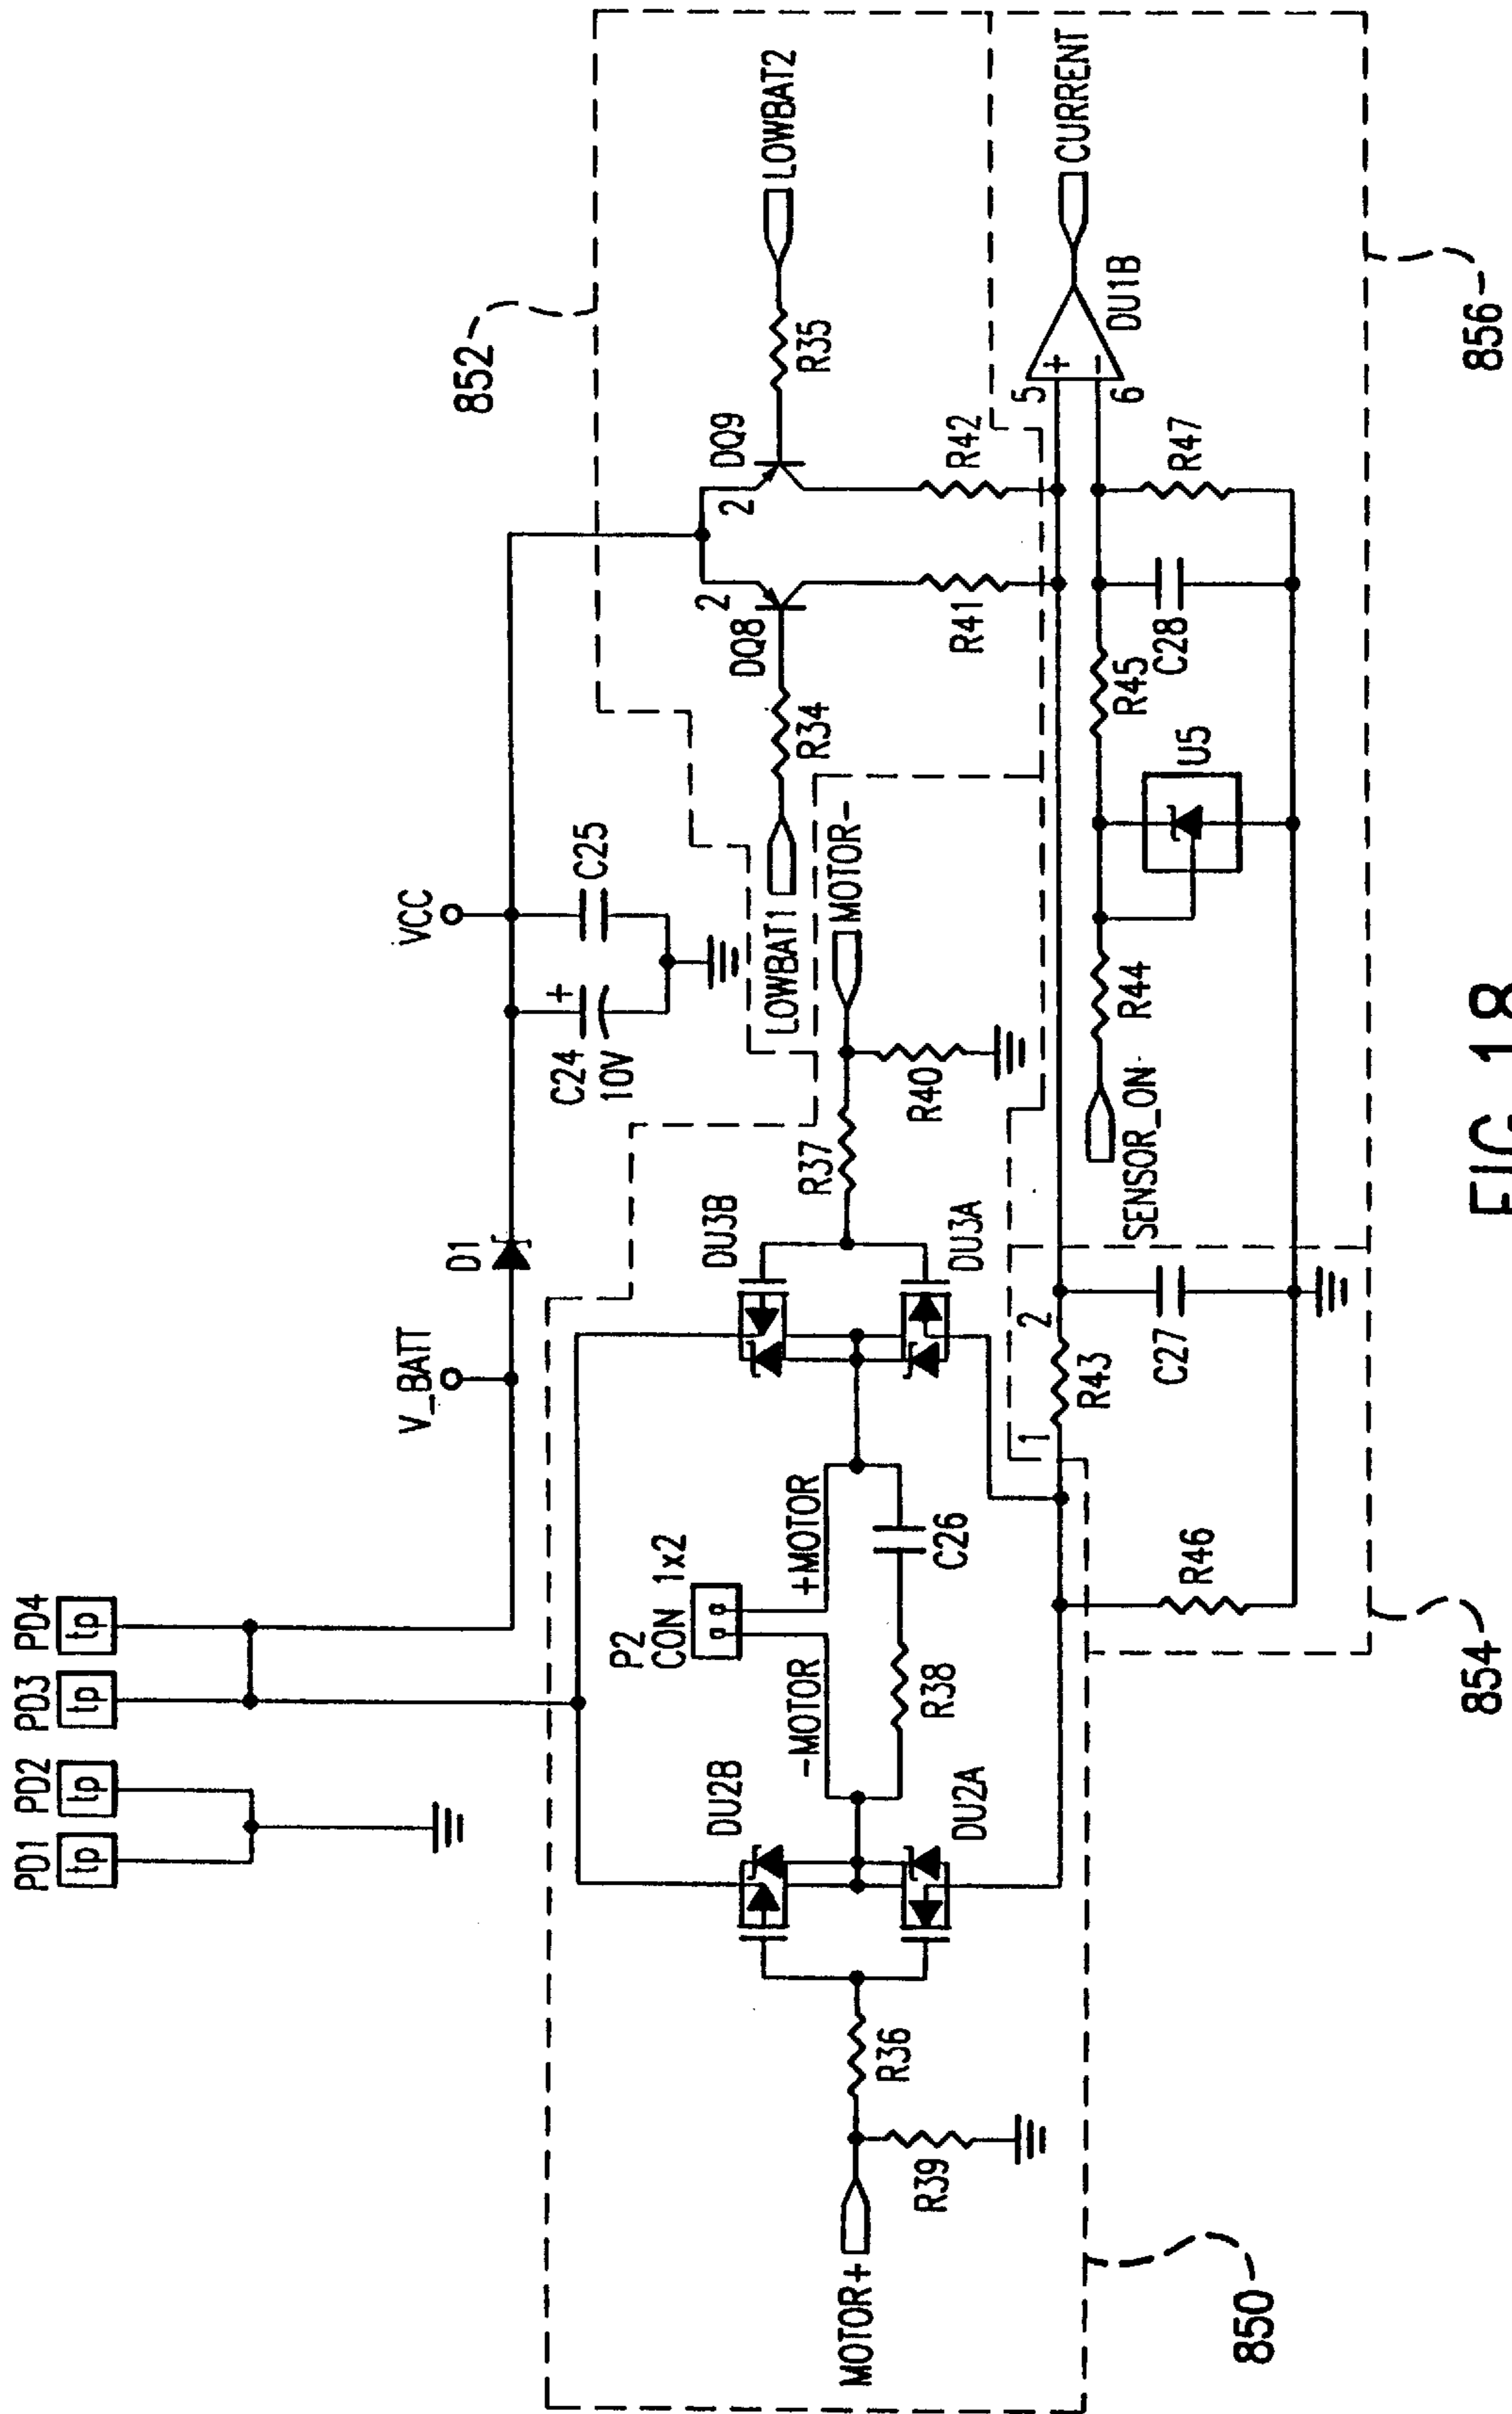 PD1 PD2 PD3 PD4
tp tp tp tp
V_BATT
D1
VCC
C24
10V
+
C25
852
LOWBAT1
R34
DQ8
2
2
DQ9
R35
LOWBAT2
R41
R42
P2
CON 1x2
-MOTOR
+MOTOR
DU2B
DU2A
R38
C26
DU3B
DU3A
MOTOR+
R39
R36
R37
R40
MOTOR-
850
R46
1
R43
2
C27
854
SENSOR_ON
R44
U5
R45
C28
R47
5
+
6
-
DU1B
CURRENT
856
FIG. 18